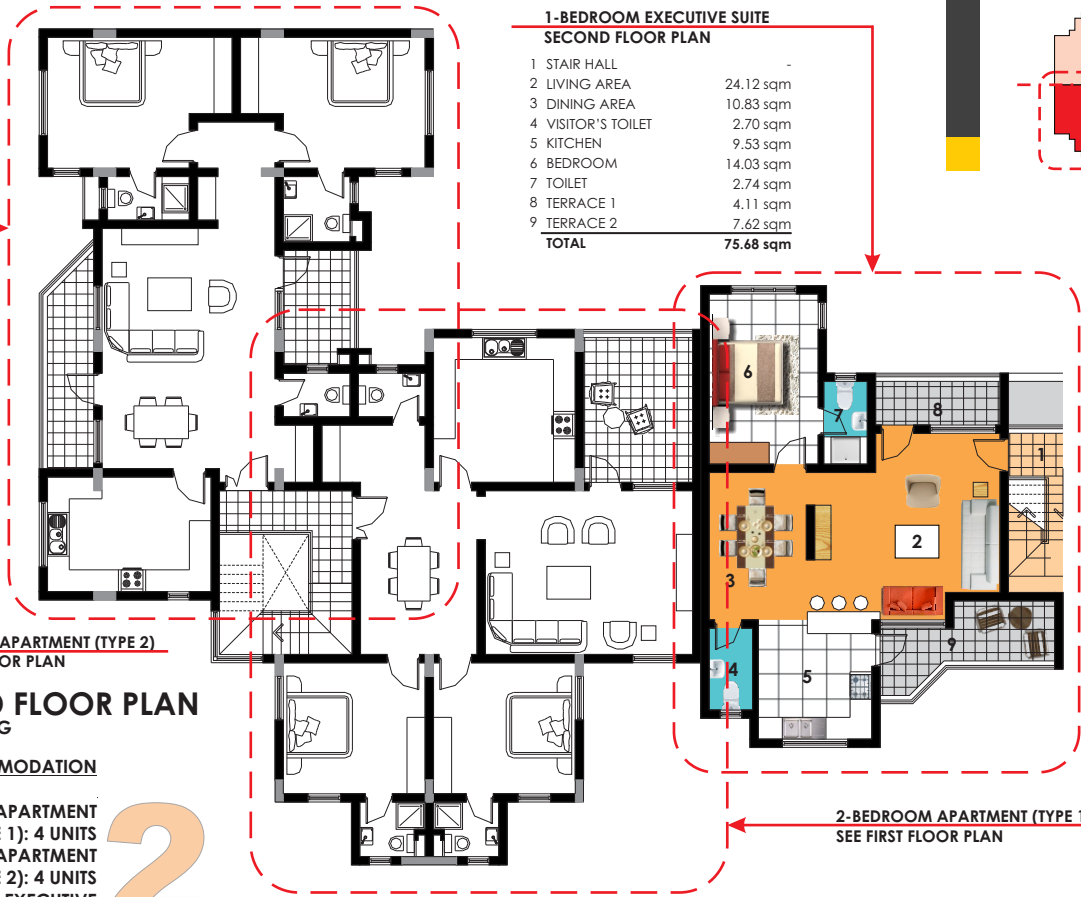 1-BEDROOM EXECUTIVE SUITE
SECOND FLOOR PLAN
1 STAIR HALL -
2 LIVING AREA 24.12 sqm
3 DINING AREA 10.83 sqm
4 VISITOR'S TOILET 2.70 sqm
5 KITCHEN 9.53 sqm
6 BEDROOM 14.03 sqm
7 TOILET 2.74 sqm
8 TERRACE 1 4.11 sqm
9 TERRACE 2 7.62 sqm
TOTAL 75.68 sqm
6
7
8
1
2
3
4
5
9
APARTMENT (TYPE 2)
OR PLAN
FLOOR PLAN
G
MODATION
APARTMENT
1): 4 UNITS
APARTMENT
2): 4 UNITS
EXECUTIVE
2
2-BEDROOM APARTMENT (TYPE 1
SEE FIRST FLOOR PLAN